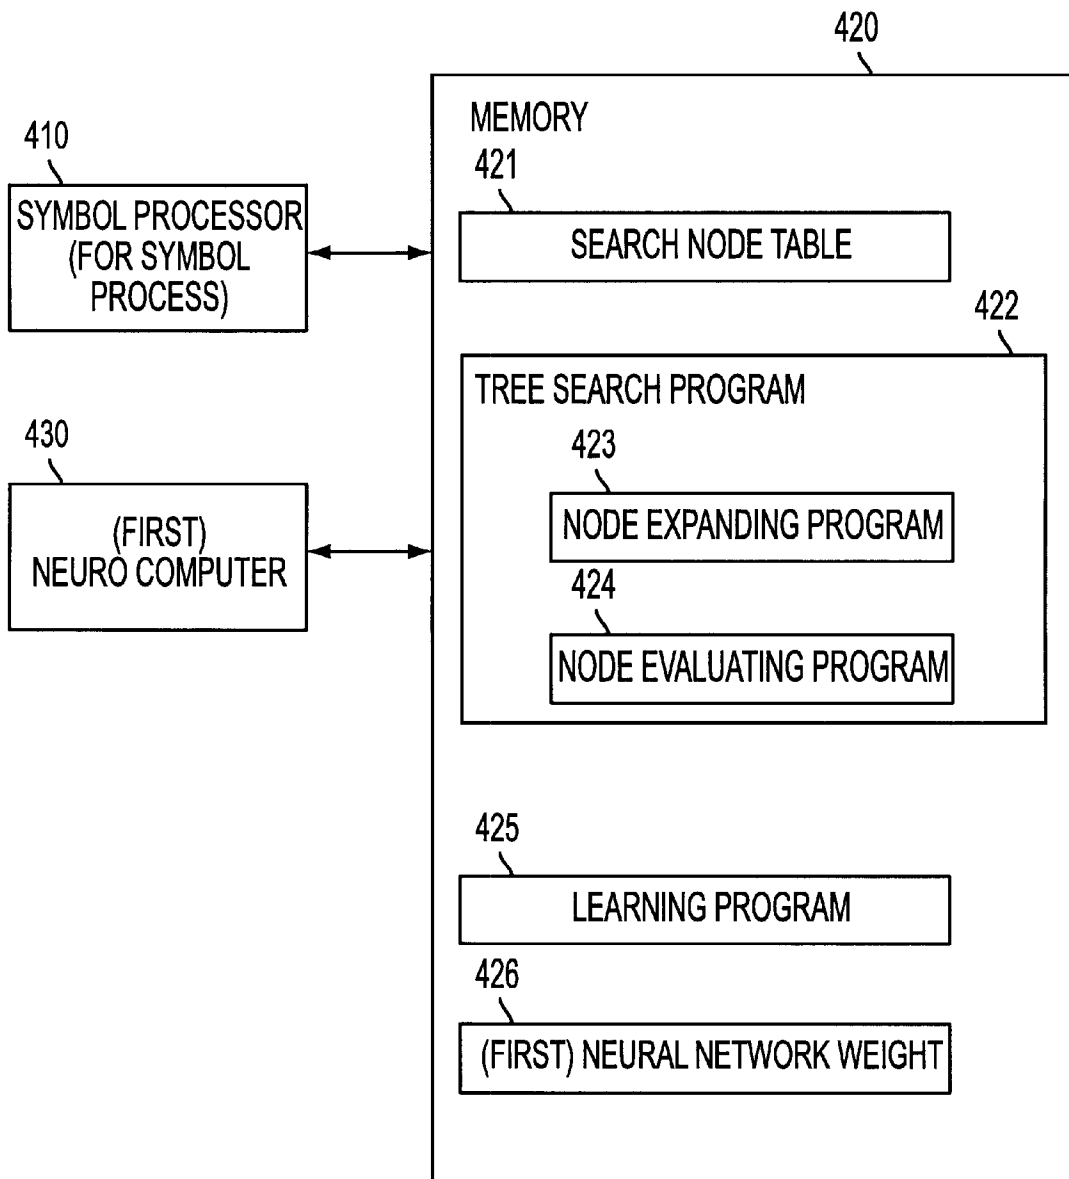 420
MEMORY
410
SYMBOL PROCESSOR
(FOR SYMBOL
PROCESS)
421
SEARCH NODE TABLE
422
TREE SEARCH PROGRAM
430
(FIRST)
NEURO COMPUTER
423
NODE EXPANDING PROGRAM
424
NODE EVALUATING PROGRAM
425
LEARNING PROGRAM
426
(FIRST) NEURAL NETWORK WEIGHT